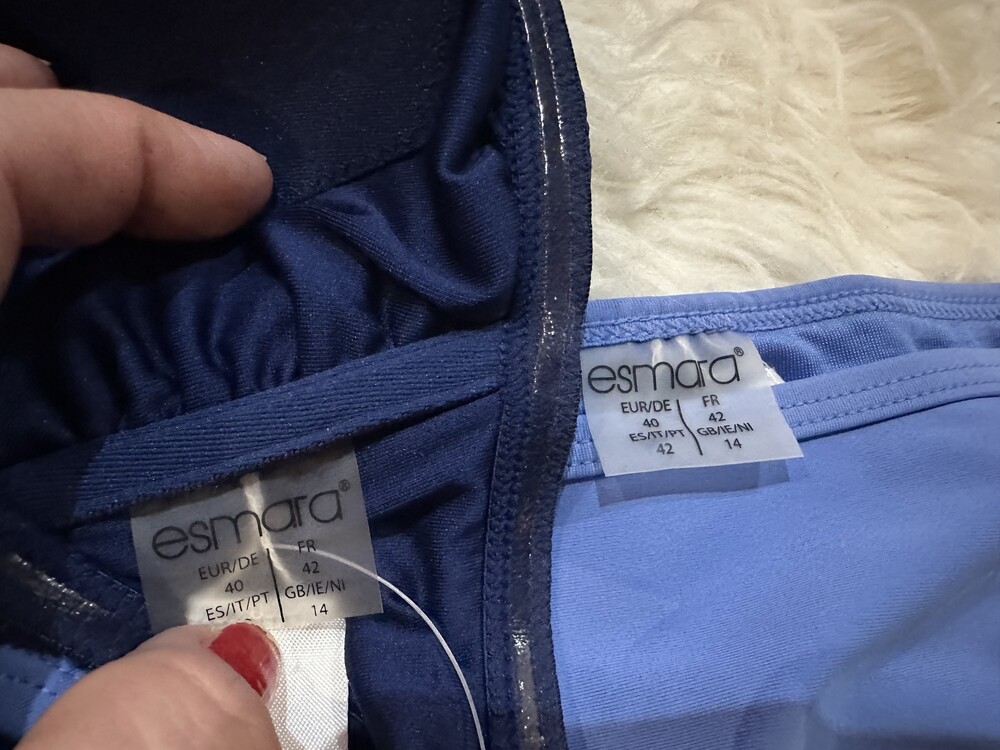 esmara®
EUR/DE FR
40 42
ES/IT/PT GB/IE/NI
14
esmara®
EUR/DE FR
40 42
ES/IT/PT GB/IE/NI
42 14